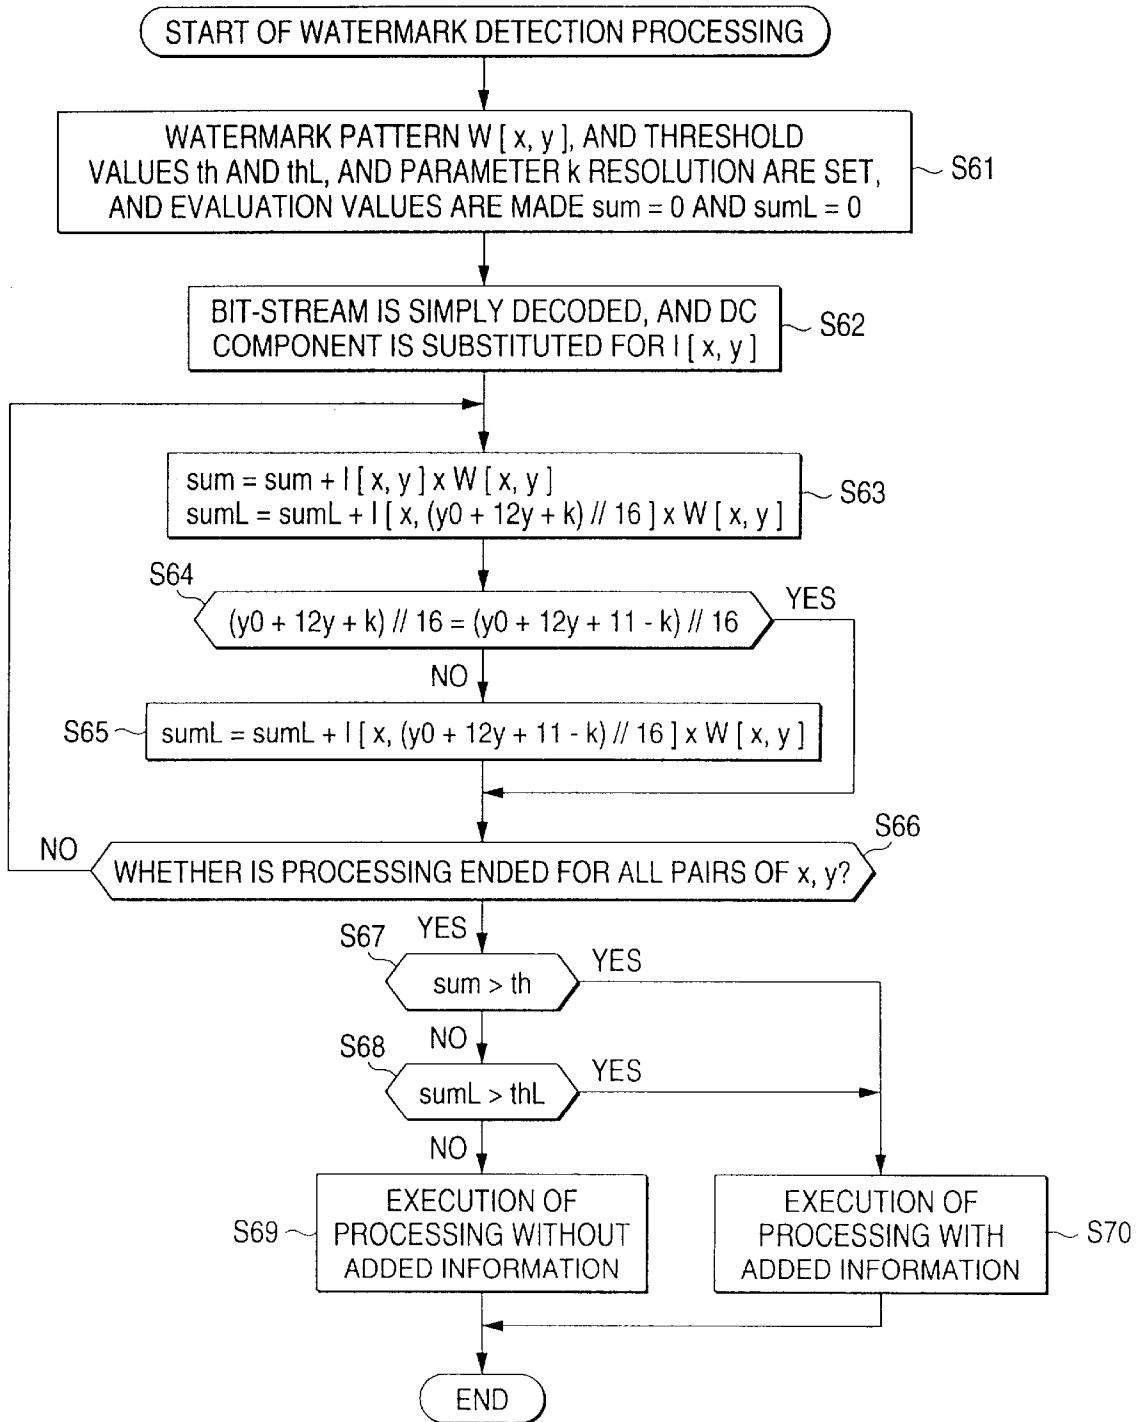 START OF WATERMARK DETECTION PROCESSING
WATERMARK PATTERN W [ x, y ], AND THRESHOLD
VALUES th AND thL, AND PARAMETER k RESOLUTION ARE SET,
AND EVALUATION VALUES ARE MADE sum = 0 AND sumL = 0
S61
BIT-STREAM IS SIMPLY DECODED, AND DC
COMPONENT IS SUBSTITUTED FOR I [ x, y ]
S62
sum = sum + I [ x, y ] x W [ x, y ]
sumL = sumL + I [ x, (y0 + 12y + k) // 16 ] x W [ x, y ]
S63
S64
(y0 + 12y + k) // 16 = (y0 + 12y + 11 - k) // 16
YES
NO
S65
sumL = sumL + I [ x, (y0 + 12y + 11 - k) // 16 ] x W [ x, y ]
S66
NO
WHETHER IS PROCESSING ENDED FOR ALL PAIRS OF x, y?
YES
S67
sum > th
YES
NO
S68
sumL > thL
YES
NO
S69
EXECUTION OF
PROCESSING WITHOUT
ADDED INFORMATION
EXECUTION OF
PROCESSING WITH
ADDED INFORMATION
S70
END